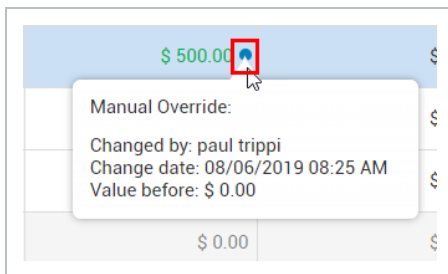 $ 500.00 $
Manual Override:
$
Changed by: paul trippi
Change date: 08/06/2019 08:25 AM
$
Value before: $ 0.00
$ 0.00 $